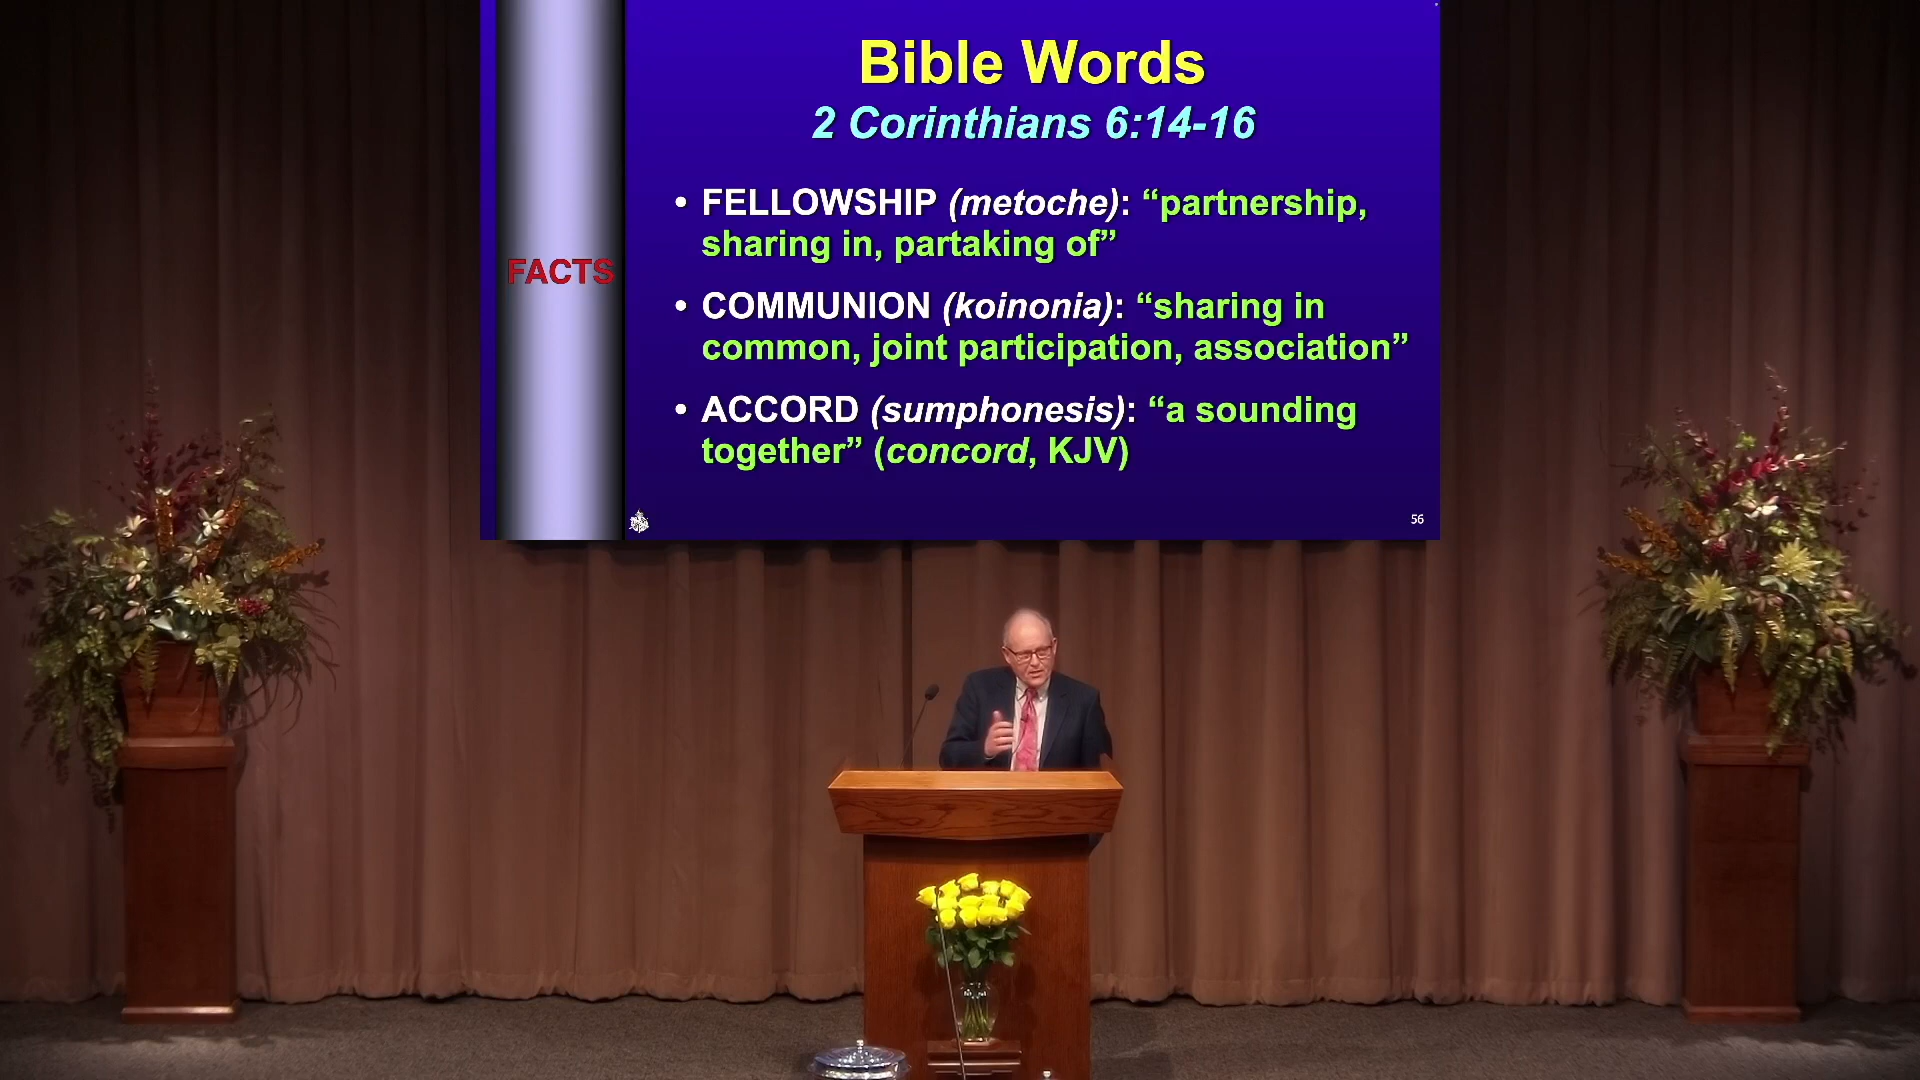 Bible Words
2 Corinthians 6:14-16
• FELLOWSHIP (metoche): “partnership,
sharing in, partaking of”
FACTS
• COMMUNION (koinonia): “sharing in
common, joint participation, association”
• ACCORD (sumphonesis): “a sounding
together” (concord, KJV)
56